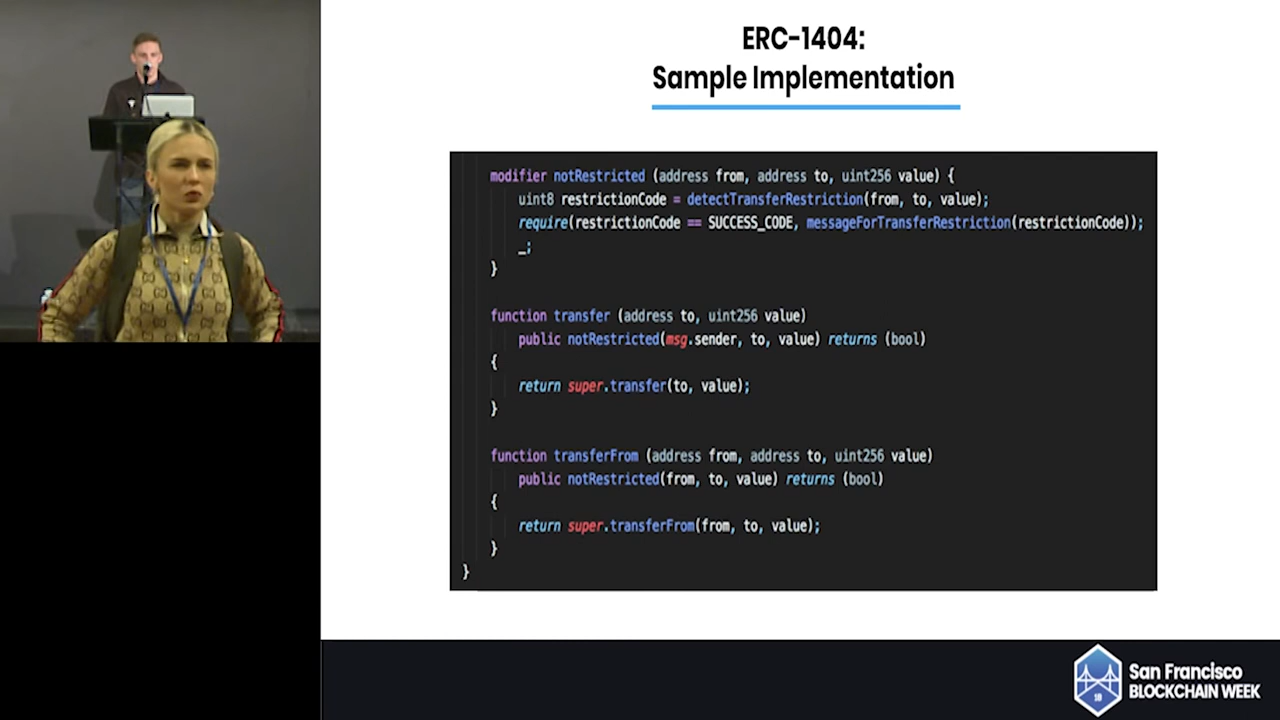 ERC-1404:
Sample Implementation
modifier notRestricted (address from, address to, uint256 value) {
uint8 restrictionCode = detectTransferRestriction(from, to, value);
require(restrictionCode == SUCCESS_CODE, messageForTransferRestriction(restrictionCode));
_;
}
function transfer (address to, uint256 value)
public notRestricted(msg.sender, to, value) returns (bool)
{
return super.transfer(to, value);
}
function transferFrom (address from, address to, uint256 value)
public notRestricted(from, to, value) returns (bool)
{
return super.transferFrom(from, to, value);
}
}
San Francisco
BLOCKCHAIN WEEK